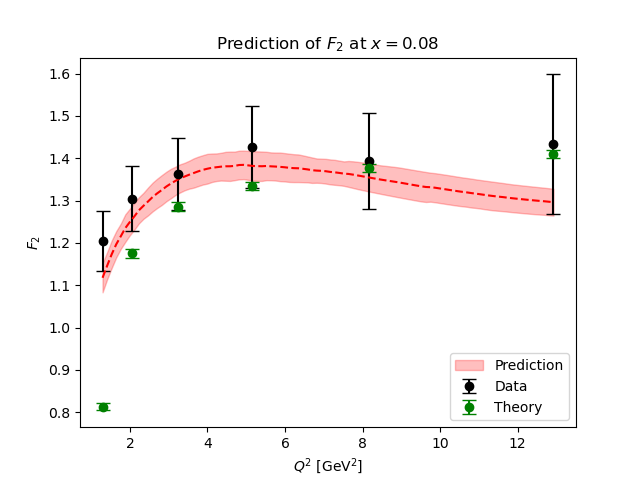 Prediction of F₂ at x = 0.08
1.6
1.5
1.4
1.3
1.2
1.1
1.0
0.9
0.8
F₂
2
4
6
8
10
12
Q² [GeV²]
Prediction
Data
Theory